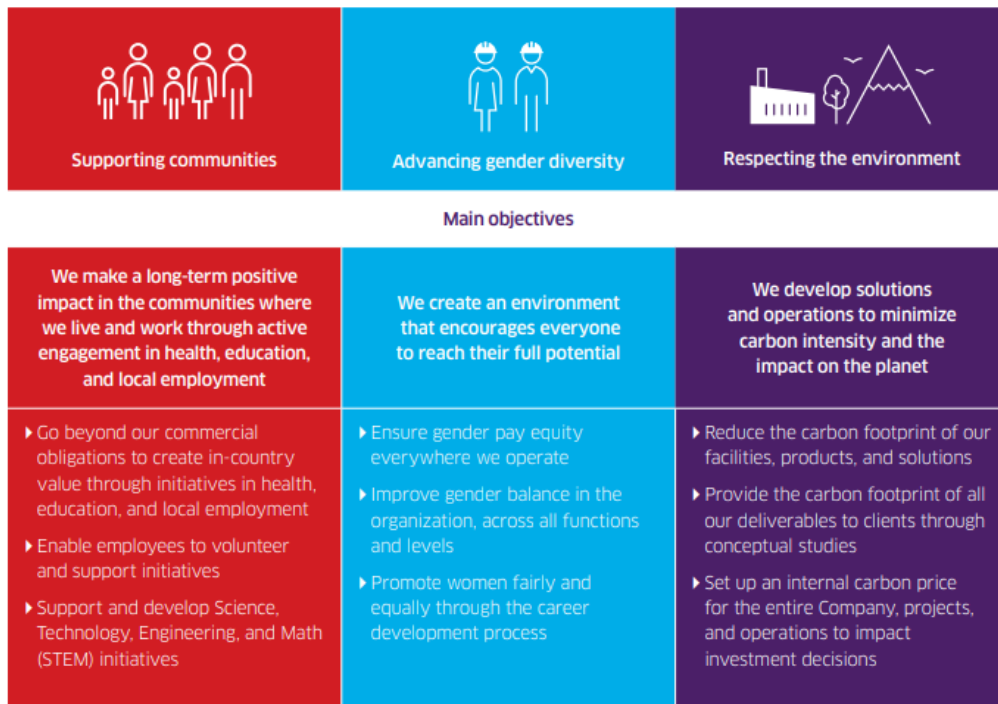 Supporting communities
Advancing gender diversity
Respecting the environment
Main objectives
We make a long-term positive
impact in the communities where
we live and work through active
engagement in health, education,
and local employment
We create an environment
that encourages everyone
to reach their full potential
We develop solutions
and operations to minimize
carbon intensity and the
impact on the planet
Go beyond our commercial
obligations to create in-country
value through initiatives in health,
education, and local employment
Enable employees to volunteer
and support initiatives
Support and develop Science,
Technology, Engineering, and Math
(STEM) initiatives
Ensure gender pay equity
everywhere we operate
Improve gender balance in the
organization, across all functions
and levels
Promote women fairly and
equally through the career
development process
Reduce the carbon footprint of our
facilities, products, and solutions
Provide the carbon footprint of all
our deliverables to clients through
conceptual studies
Set up an internal carbon price
for the entire Company, projects,
and operations to impact
investment decisions